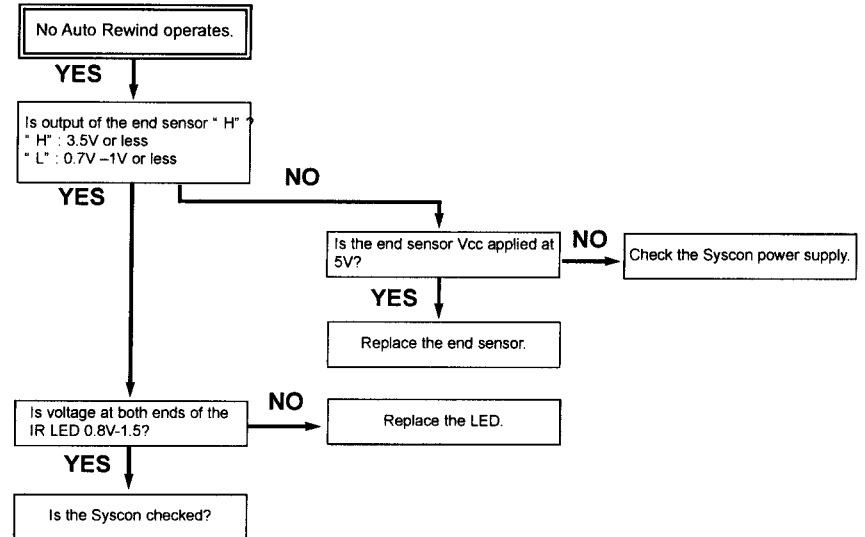 No Auto Rewind operates.
YES
Is output of the end sensor “ H” ?
“ H” : 3.5V or less
“ L” : 0.7V –1V or less
YES
NO
Is the end sensor Vcc applied at
5V?
NO
Check the Syscon power supply.
YES
Replace the end sensor.
Is voltage at both ends of the
IR LED 0.8V-1.5?
NO
Replace the LED.
YES
Is the Syscon checked?